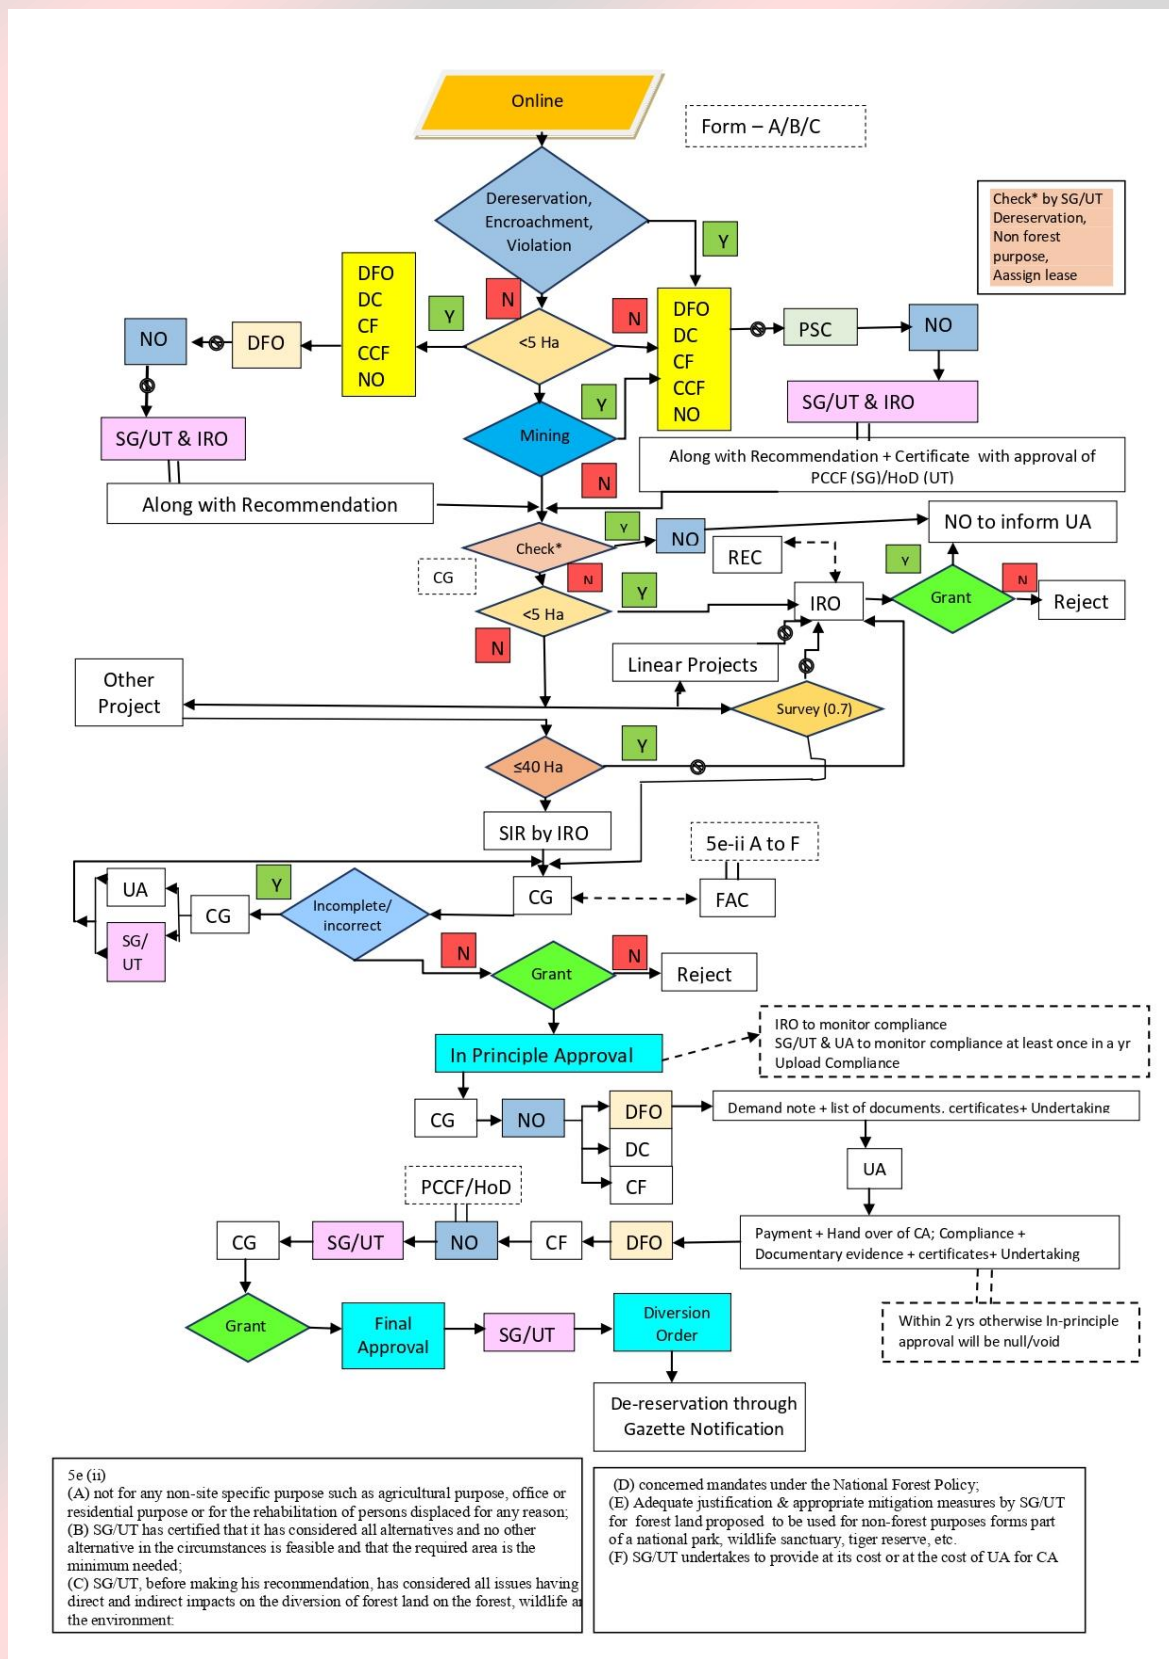 Online
Form – A/B/C
Dereservation,
Encroachment,
Violation
Check* by SG/UT
Dereservation,
Non forest
purpose,
Aassign lease
Y
DFO
DC
CF
CCF
NO
Y
N
N
DFO
DC
CF
CCF
NO
<5 Ha
NO
DFO
PSC
NO
SG/UT & IRO
SG/UT & IRO
Y
Mining
N
Along with Recommendation + Certificate with approval of
PCCF (SG)/HoD (UT)
Along with Recommendation
Check*
Y
NO
NO to inform UA
REC
CG
N
Y
IRO
Y
Grant
N
Reject
<5 Ha
N
Linear Projects
Other
Project
Survey (0.7)
≤40 Ha
Y
SIR by IRO
5e-ii A to F
CG
FAC
UA
Y
CG
Incomplete/
incorrect
SG/
UT
N
Grant
N
Reject
In Principle Approval
IRO to monitor compliance
SG/UT & UA to monitor compliance at least once in a yr
Upload Compliance
CG
NO
DFO
DC
CF
Demand note + list of documents, certificates+ Undertaking
UA
PCCF/HoD
CG
SG/UT
NO
CF
DFO
Payment + Hand over of CA; Compliance +
Documentary evidence + certificates+ Undertaking
Within 2 yrs otherwise In-principle
approval will be null/void
Grant
Final
Approval
SG/UT
Diversion
Order
De-reservation through
Gazette Notification
5e (ii)
(A) not for any non-site specific purpose such as agricultural purpose, office or
residential purpose or for the rehabilitation of persons displaced for any reason;
(B) SG/UT has certified that it has considered all alternatives and no other
alternative in the circumstances is feasible and that the required area is the
minimum needed;
(C) SG/UT, before making his recommendation, has considered all issues having
direct and indirect impacts on the diversion of forest land on the forest, wildlife
the environment:
(D) concerned mandates under the National Forest Policy;
(E) Adequate justification & appropriate mitigation measures by SG/UT
for forest land proposed to be used for non-forest purposes forms part
of a national park, wildlife sanctuary, tiger reserve, etc.
(F) SG/UT undertakes to provide at its cost or at the cost of UA for CA